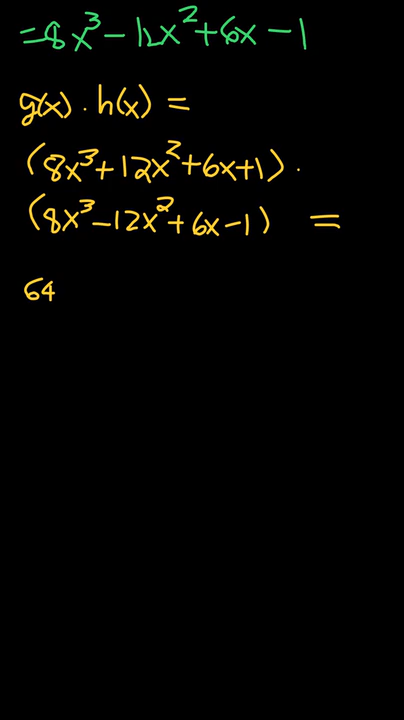 =8x³-12x²+6x-1
g(x)·h(x)=
(8x³+12x²+6x+1)·
(8x³-12x²+6x-1) =
64